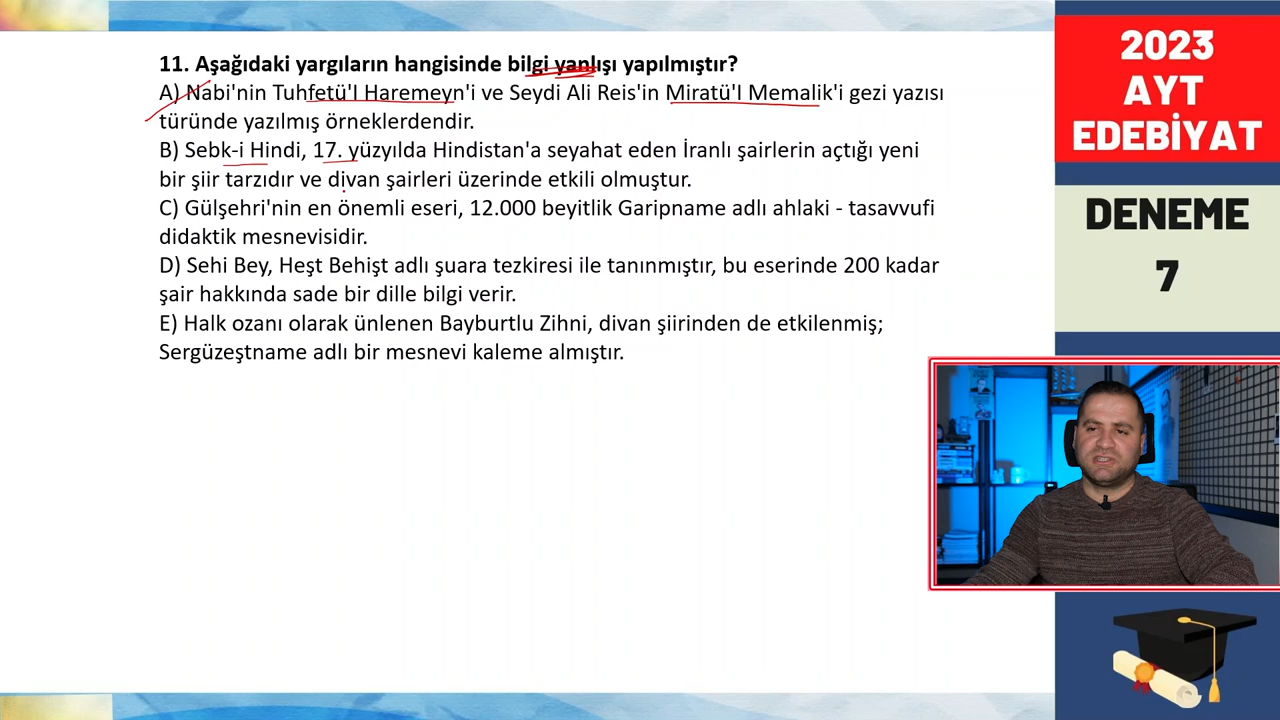 11. Aşağıdaki yargıların hangisinde bilgi yanlışı yapılmıştır?
A) Nabi'nin Tuhfetü'l Haremeyn'i ve Seydi Ali Reis'in Miratü'l Memalik'i gezi yazısı
türünde yazılmış örneklerdendir.
B) Sebk-i Hindi, 17. yüzyılda Hindistan'a seyahat eden İranlı şairlerin açtığı yeni
bir şiir tarzıdır ve divan şairleri üzerinde etkili olmuştur.
C) Gülşehri'nin en önemli eseri, 12.000 beyitlik Garipname adlı ahlaki - tasavvufi
didaktik mesnevisidir.
D) Sehi Bey, Heşt Behişt adlı şuara tezkiresi ile tanınmıştır, bu eserinde 200 kadar
şair hakkında sade bir dille bilgi verir.
E) Halk ozanı olarak ünlenen Bayburtlu Zihni, divan şiirinden de etkilenmiş;
Sergüzeştname adlı bir mesnevi kaleme almıştır.
2023
AYT
EDEBİYAT
DENEME
7